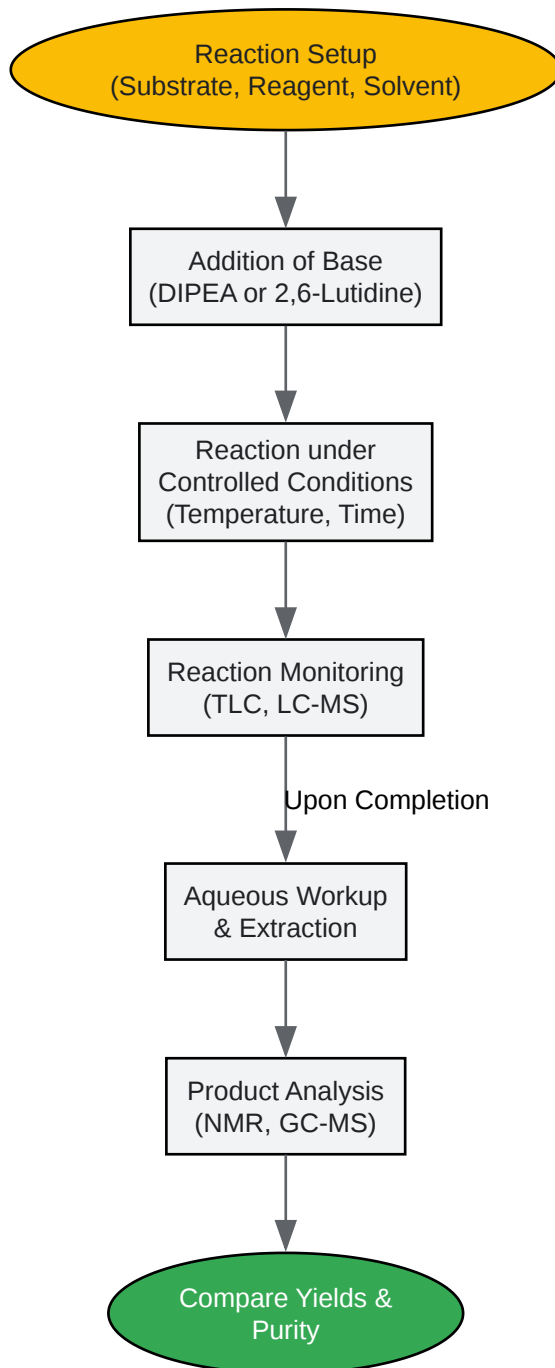 Reaction Setup
(Substrate, Reagent, Solvent)
Addition of Base
(DIPEA or 2,6-Lutidine)
Reaction under
Controlled Conditions
(Temperature, Time)
Reaction Monitoring
(TLC, LC-MS)
Upon Completion
Aqueous Workup
& Extraction
Product Analysis
(NMR, GC-MS)
Compare Yields &
Purity